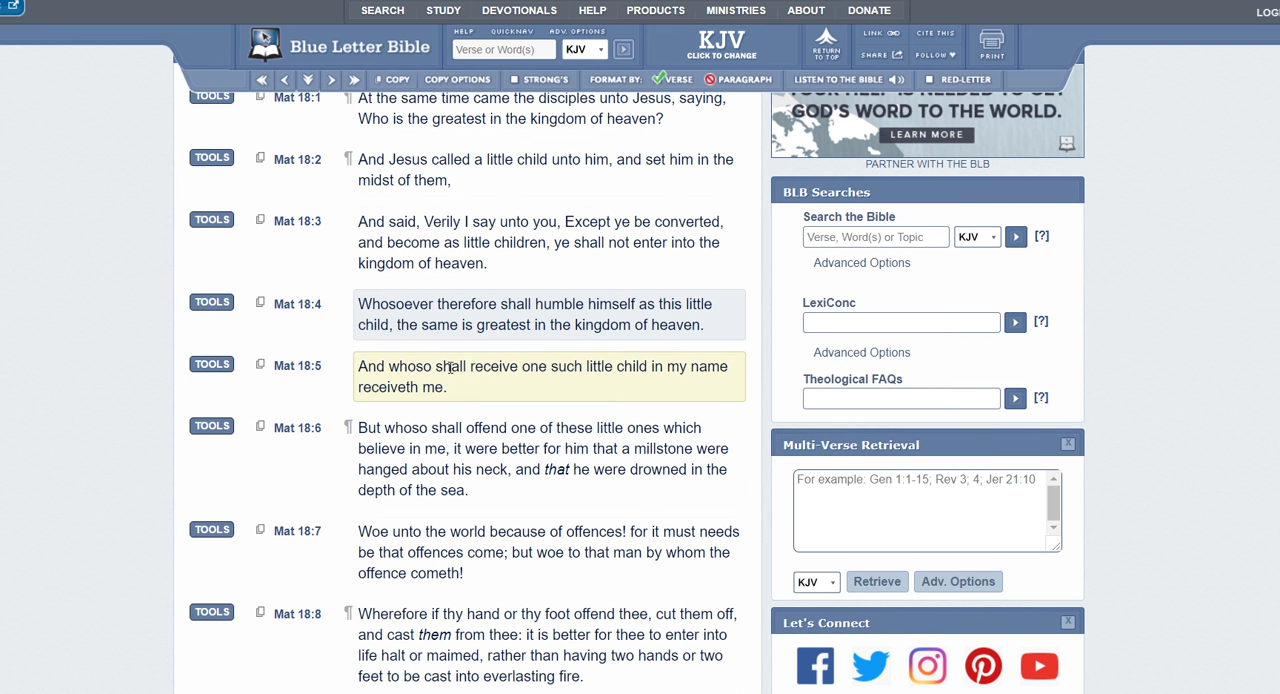 SEARCH STUDY DEVOTIONALS HELP PRODUCTS MINISTRIES ABOUT DONATE
Blue Letter Bible
HELP QUICKNAV ADV. OPTIONS
Verse or Word(s) KJV
KJV
CLICK TO CHANGE
RETURN
TO TOP
LINK CITE THIS
SHARE FOLLOW
PRINT
COPY COPY OPTIONS STRONG'S FORMAT BY: VERSE PARAGRAPH LISTEN TO THE BIBLE RED-LETTER
TOOLS Mat 18:1 ¶ At the same time came the disciples unto Jesus, saying,
Who is the greatest in the kingdom of heaven?
TOOLS Mat 18:2 ¶ And Jesus called a little child unto him, and set him in the
midst of them,
TOOLS Mat 18:3 And said, Verily I say unto you, Except ye be converted,
and become as little children, ye shall not enter into the
kingdom of heaven.
TOOLS Mat 18:4 Whosoever therefore shall humble himself as this little
child, the same is greatest in the kingdom of heaven.
TOOLS Mat 18:5 And whoso shall receive one such little child in my name
receiveth me.
TOOLS Mat 18:6 ¶ But whoso shall offend one of these little ones which
believe in me, it were better for him that a millstone were
hanged about his neck, and that he were drowned in the
depth of the sea.
TOOLS Mat 18:7 Woe unto the world because of offences! for it must needs
be that offences come; but woe to that man by whom the
offence cometh!
TOOLS Mat 18:8 ¶ Wherefore if thy hand or thy foot offend thee, cut them off,
and cast them from thee: it is better for thee to enter into
life halt or maimed, rather than having two hands or two
feet to be cast into everlasting fire.
GOD'S WORD TO THE WORLD.
LEARN MORE
PARTNER WITH THE BLB
BLB Searches
Search the Bible
Verse, Word(s) or Topic KJV [?]
Advanced Options
LexiConc
[?]
Advanced Options
Theological FAQs
[?]
Multi-Verse Retrieval X
For example: Gen 1:1-15; Rev 3; 4; Jer 21:10
KJV Retrieve Adv. Options
Let's Connect X